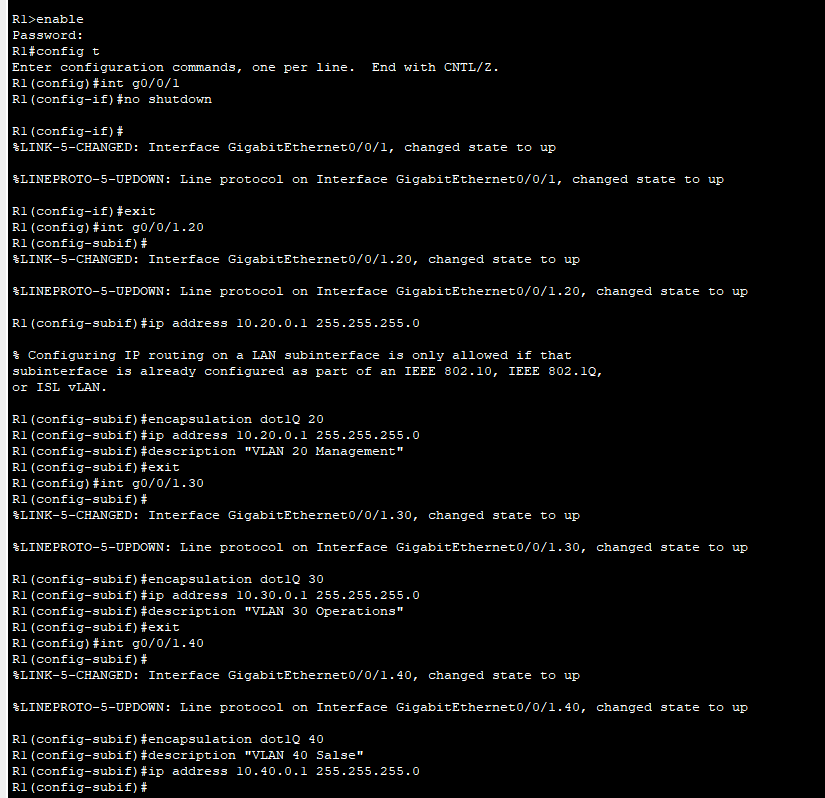 R1>enable
Password:
R1#config t
Enter configuration commands, one per line.  End with CNTL/Z.
R1(config)#int g0/0/1
R1(config-if)#no shutdown
R1(config-if)#
%LINK-5-CHANGED: Interface GigabitEthernet0/0/1, changed state to up
%LINEPROTO-5-UPDOWN: Line protocol on Interface GigabitEthernet0/0/1, changed state to up
R1(config-if)#exit
R1(config)#int g0/0/1.20
R1(config-subif)#
%LINK-5-CHANGED: Interface GigabitEthernet0/0/1.20, changed state to up
%LINEPROTO-5-UPDOWN: Line protocol on Interface GigabitEthernet0/0/1.20, changed state to up
R1(config-subif)#ip address 10.20.0.1 255.255.255.0
% Configuring IP routing on a LAN subinterface is only allowed if that
subinterface is already configured as part of an IEEE 802.10, IEEE 802.1Q,
or ISL vLAN.
R1(config-subif)#encapsulation dot1Q 20
R1(config-subif)#ip address 10.20.0.1 255.255.255.0
R1(config-subif)#description "VLAN 20 Management"
R1(config-subif)#exit
R1(config)#int g0/0/1.30
R1(config-subif)#
%LINK-5-CHANGED: Interface GigabitEthernet0/0/1.30, changed state to up
%LINEPROTO-5-UPDOWN: Line protocol on Interface GigabitEthernet0/0/1.30, changed state to up
R1(config-subif)#encapsulation dot1Q 30
R1(config-subif)#ip address 10.30.0.1 255.255.255.0
R1(config-subif)#description "VLAN 30 Operations"
R1(config-subif)#exit
R1(config)#int g0/0/1.40
R1(config-subif)#
%LINK-5-CHANGED: Interface GigabitEthernet0/0/1.40, changed state to up
%LINEPROTO-5-UPDOWN: Line protocol on Interface GigabitEthernet0/0/1.40, changed state to up
R1(config-subif)#encapsulation dot1Q 40
R1(config-subif)#description "VLAN 40 Salse"
R1(config-subif)#ip address 10.40.0.1 255.255.255.0
R1(config-subif)#